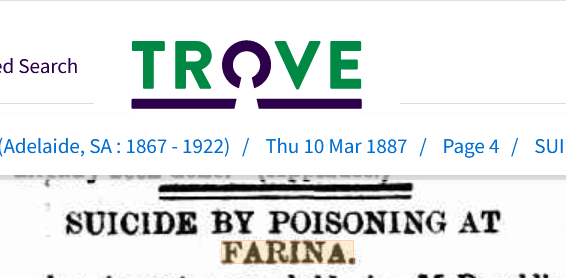 ed Search
TROVE
(Adelaide, SA : 1867 - 1922) / Thu 10 Mar 1887 / Page 4 / SUI
SUICIDE BY POISONING AT
FARINA.